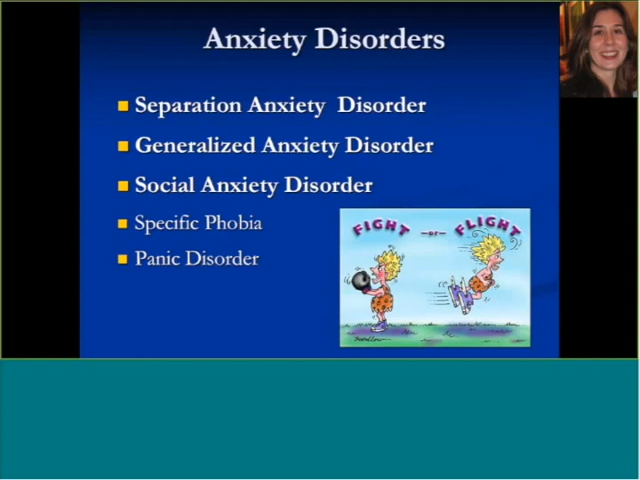 Anxiety Disorders
Separation Anxiety Disorder
Generalized Anxiety Disorder
Social Anxiety Disorder
Specific Phobia
Panic Disorder
FIGHT -or- FLIGHT